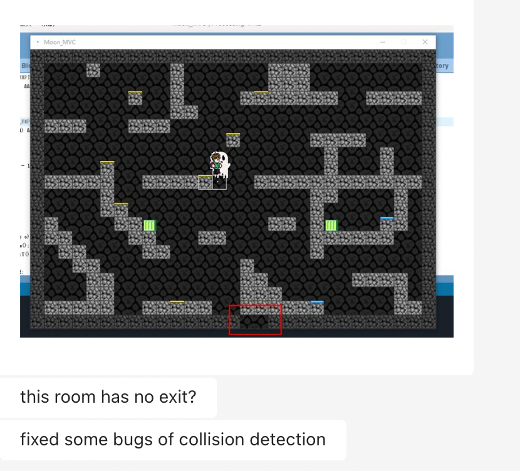 Moon_MVC
this room has no exit?
fixed some bugs of collision detection